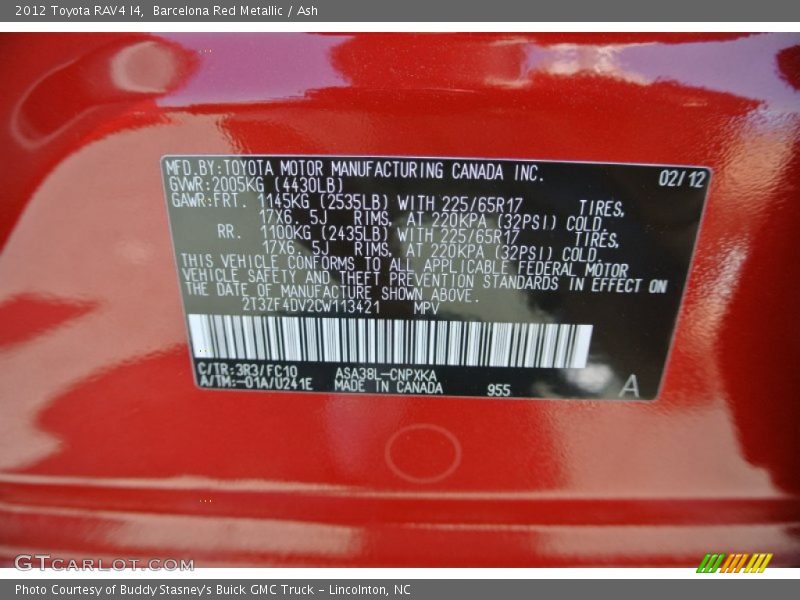 2012 Toyota RAV4 I4, Barcelona Red Metallic / Ash
MFD.BY:TOYOTA MOTOR MANUFACTURING CANADA INC. 02/12
GVWR:2005KG (4430LB)
GAWR:FRT. 1145KG (2535LB) WITH 225/65R17 TIRES,
17X6.5J RIMS, AT 220KPA (32PSI) COLD
RR. 1100KG (2435LB) WITH 225/65R17 TIRES,
17X6.5J RIMS, AT 220KPA (32PSI) COLD.
THIS VEHICLE CONFORMS TO ALL APPLICABLE FEDERAL MOTOR
VEHICLE SAFETY AND THEFT PREVENTION STANDARDS IN EFFECT ON
THE DATE OF MANUFACTURE SHOWN ABOVE.
2T3ZF4DV2CW113421 MPV
C/TR:3R3/FC10 ASA38L-CNPXKA
A/TM:-01A/U241E MADE IN CANADA 955 A
GTCARLOT.COM
Photo Courtesy of Buddy Stasney's Buick GMC Truck - Lincolnton, NC